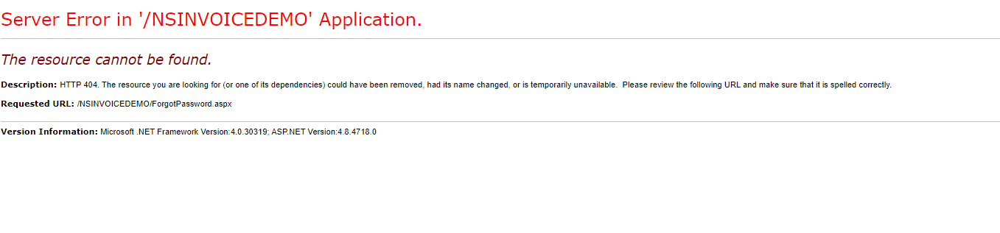 Server Error in '/NSINVOICEDEMO' Application.
The resource cannot be found.
Description: HTTP 404. The resource you are looking for (or one of its dependencies) could have been removed, had its name changed, or is temporarily unavailable.  Please review the following URL and make sure that it is spelled correctly.
Requested URL: /NSINVOICEDEMO/ForgotPassword.aspx
Version Information: Microsoft .NET Framework Version:4.0.30319; ASP.NET Version:4.8.4718.0